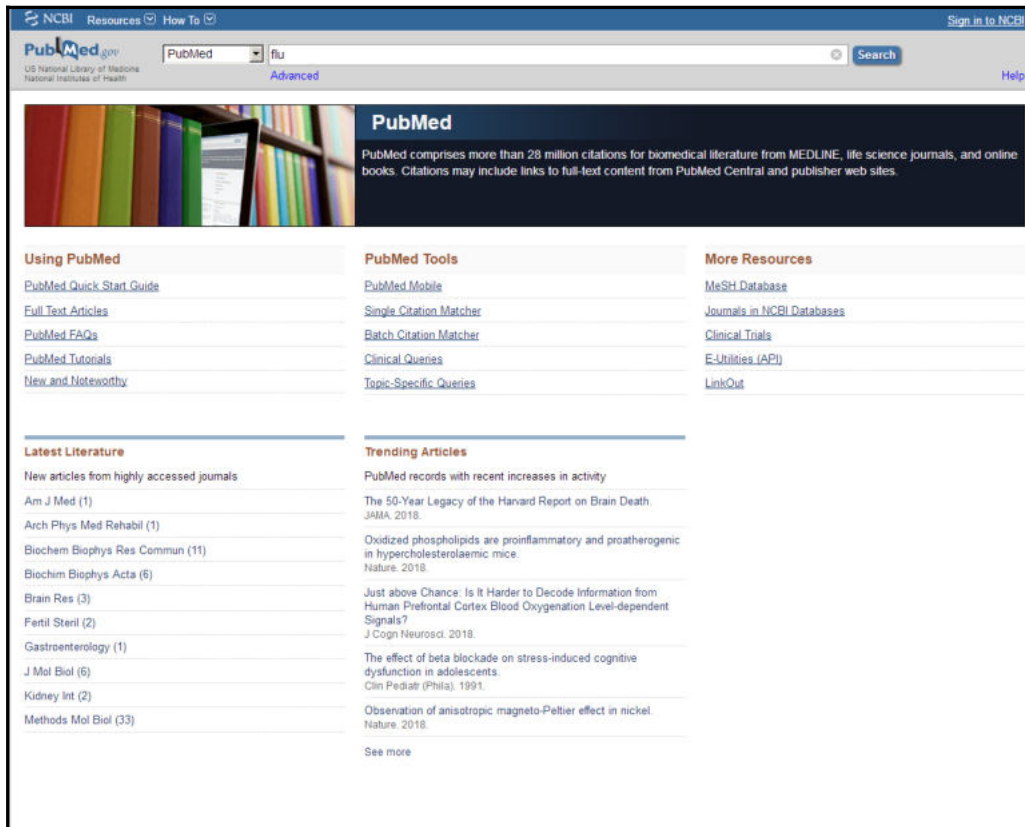 NCBI Resources How To Sign in to NCBI
PubMed.gov
US National Library of Medicine
National Institutes of Health
PubMed flu Search
Advanced
Help
PubMed
PubMed comprises more than 28 million citations for biomedical literature from MEDLINE, life science journals, and online
books. Citations may include links to full-text content from PubMed Central and publisher web sites.
Using PubMed
PubMed Quick Start Guide
Full Text Articles
PubMed FAQs
PubMed Tutorials
New and Noteworthy
PubMed Tools
PubMed Mobile
Single Citation Matcher
Batch Citation Matcher
Clinical Queries
Topic-Specific Queries
More Resources
MeSH Database
Journals in NCBI Databases
Clinical Trials
E-Utilities (API)
LinkOut
Latest Literature
New articles from highly accessed journals
Am J Med (1)
Arch Phys Med Rehabil (1)
Biochem Biophys Res Commun (11)
Biochim Biophys Acta (6)
Brain Res (3)
Fertil Steril (2)
Gastroenterology (1)
J Mol Biol (6)
Kidney Int (2)
Methods Mol Biol (33)
Trending Articles
PubMed records with recent increases in activity
The 50-Year Legacy of the Harvard Report on Brain Death.
JAMA. 2018.
Oxidized phospholipids are proinflammatory and proatherogenic
in hypercholesterolaemic mice.
Nature. 2018.
Just above Chance: Is It Harder to Decode Information from
Human Prefrontal Cortex Blood Oxygenation Level-dependent
Signals?
J Cogn Neurosci. 2018.
The effect of beta blockade on stress-induced cognitive
dysfunction in adolescents.
Clin Pediatr (Phila). 1991.
Observation of anisotropic magneto-Peltier effect in nickel.
Nature. 2018.
See more